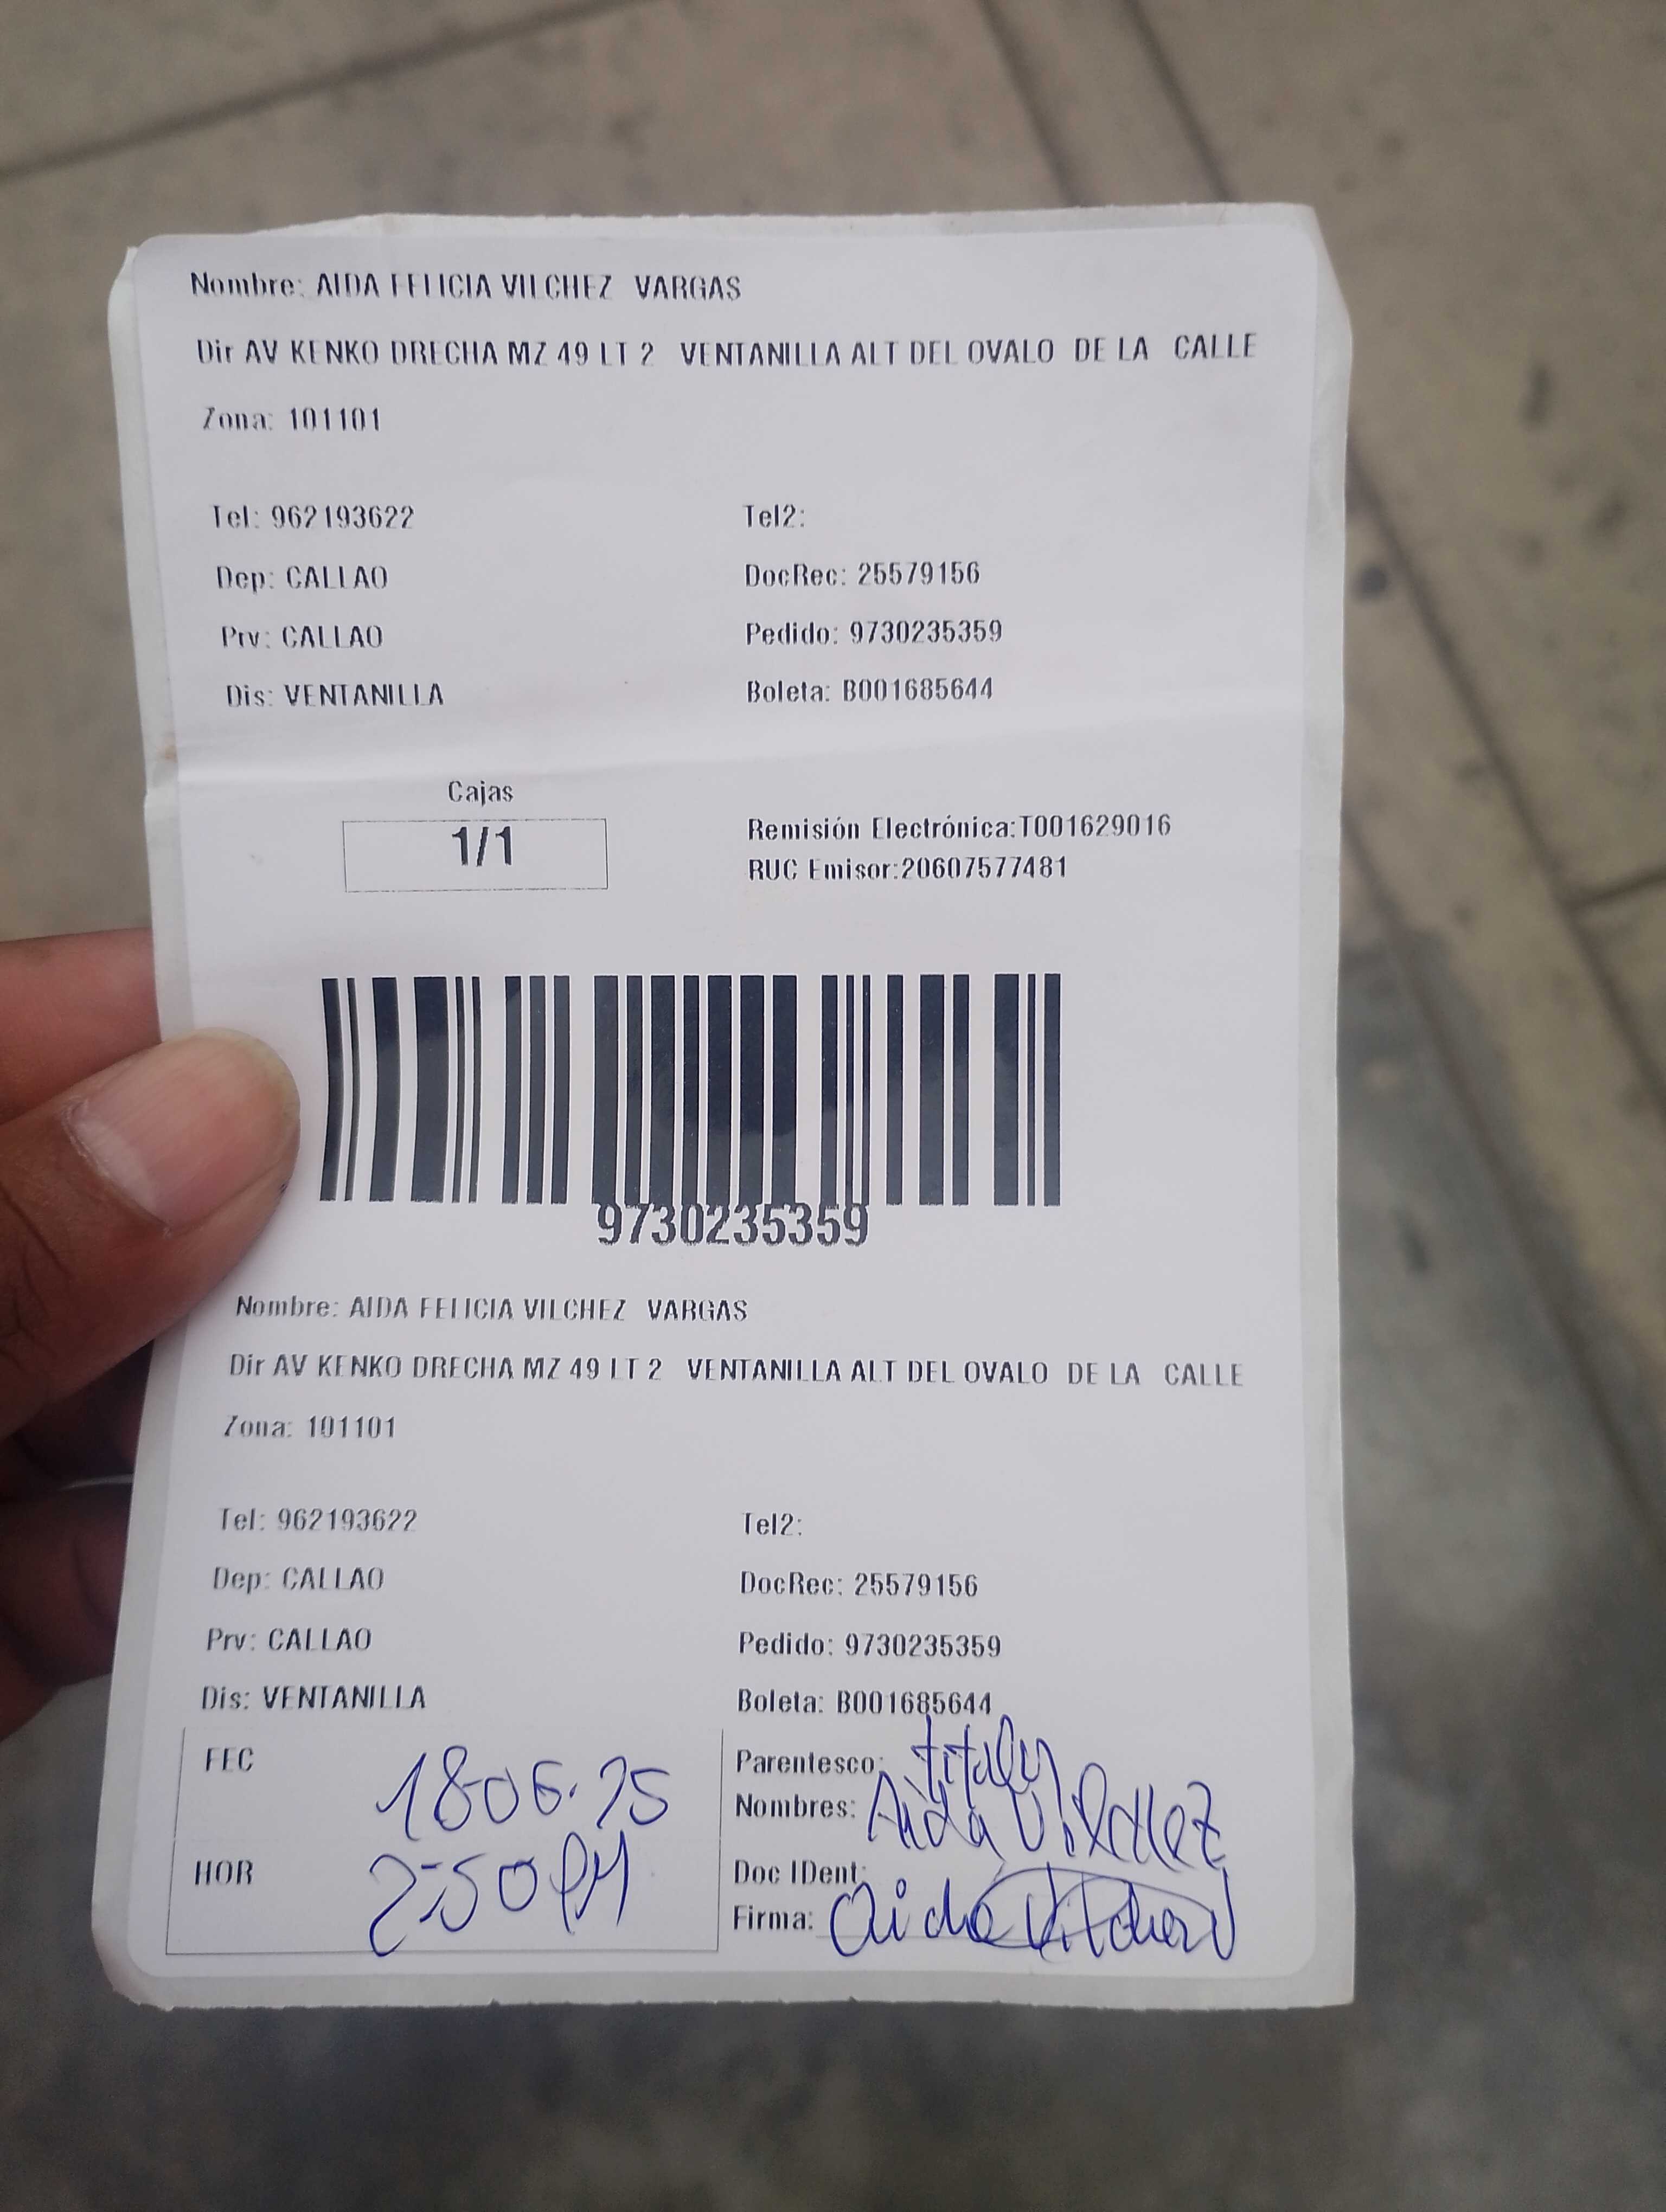 Nombre: AIDA FELICIA VILCHEZ VARGAS
Dir AV KENKO DRECHA MZ 49 LT 2 VENTANILLA ALT DEL OVALO DE LA CALLE
Zona: 101101
Tel: 962193622 Tel2:
Dep: CALLAO DocRec: 25579156
Prv: CALLAO Pedido: 9730235359
Dis: VENTANILLA Boleta: B001685644
Cajas
1/1
Remisión Electrónica:T001629016
RUC Emisor:20607577481
9730235359
Nombre: AIDA FELICIA VILCHEZ VARGAS
Dir AV KENKO DRECHA MZ 49 LT 2 VENTANILLA ALT DEL OVALO DE LA CALLE
Zona: 101101
Tel: 962193622 Tel2:
Dep: CALLAO DocRec: 25579156
Prv: CALLAO Pedido: 9730235359
Dis: VENTANILLA Boleta: B001685644
FEC 18-06-25
HOR 2:50 PM
Parentesco:
Nombres: Aida Vilchez
Doc IDent:
Firma: Aida Vilchez